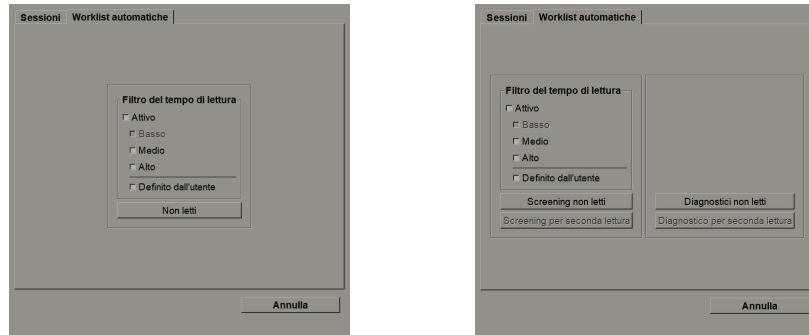 Sessioni Worklist automatiche
Filtro del tempo di lettura
Attivo
Basso
Medio
Alto
Definito dall'utente
Non letti
Annulla
Sessioni Worklist automatiche
Filtro del tempo di lettura
Attivo
Basso
Medio
Alto
Definito dall'utente
Screening non letti
Screening per seconda lettura
Diagnostici non letti
Diagnostico per seconda lettura
Annulla